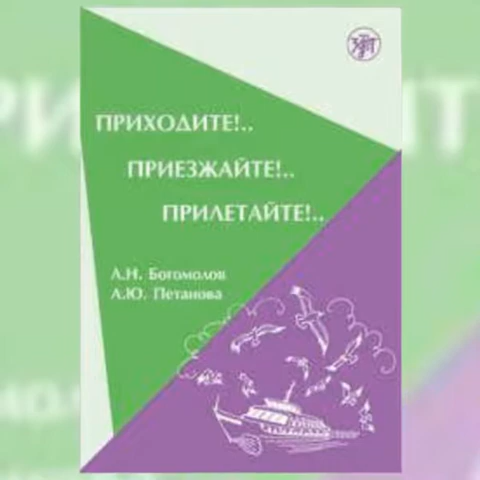 ПРИХОДИТЕ!..
ПРИЕЗЖАЙТЕ!..
ПРИЛЕТАЙТЕ!..
А.Н. Богомолов
А.Ю. Петанова